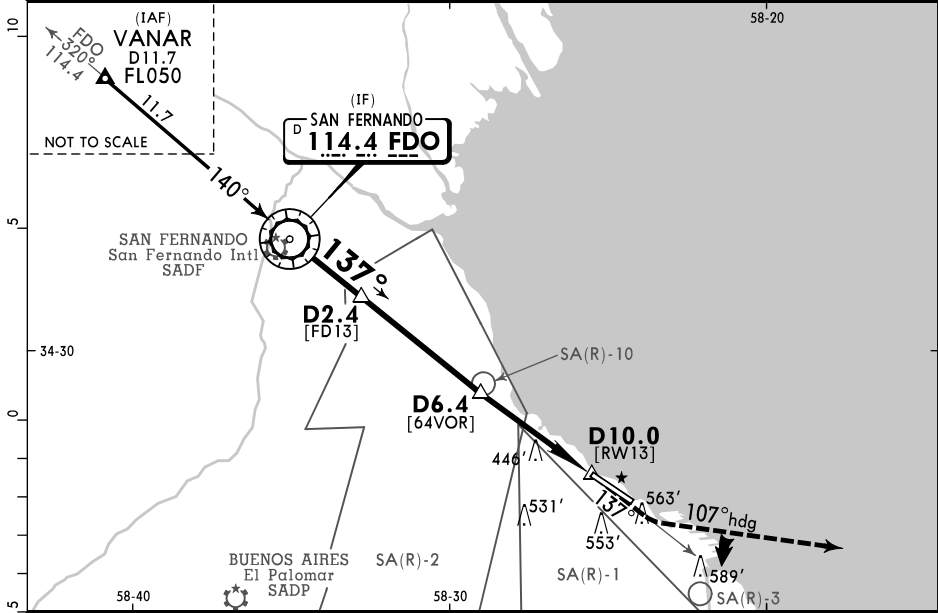 10
58-20
(IAF)
VANAR
D11.7
FL050
FDO
320°
114.4
11.7
NOT TO SCALE
(IF)
SAN FERNANDO
D 114.4 FDO
140°
5
SAN FERNANDO
San Fernando Intl
SADF
137°
D2.4
[FD13]
34-30
SA(R)-10
D6.4
[64VOR]
0
D10.0
[RW13]
446'
531'
563'
137°
553'
107°hdg
BUENOS AIRES
El Palomar
SADP
SA(R)-2
SA(R)-1
589'
SA(R)-3
5
58-40
58-30